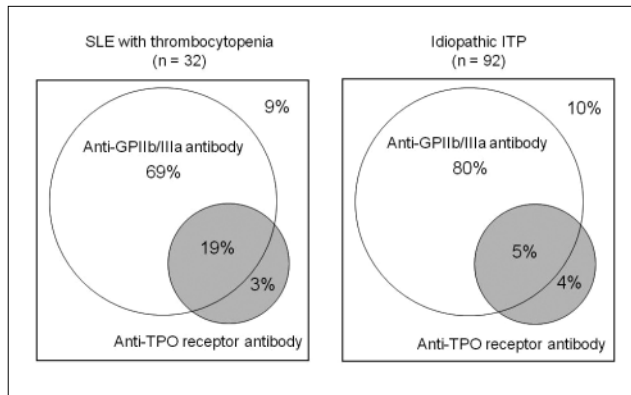 SLE with thrombocytopenia
(n = 32)
9%
Anti-GPIIb/IIIa antibody
69%
19%
3%
Anti-TPO receptor antibody
Idiopathic ITP
(n = 92)
10%
Anti-GPIIb/IIIa antibody
80%
5%
4%
Anti-TPO receptor antibody